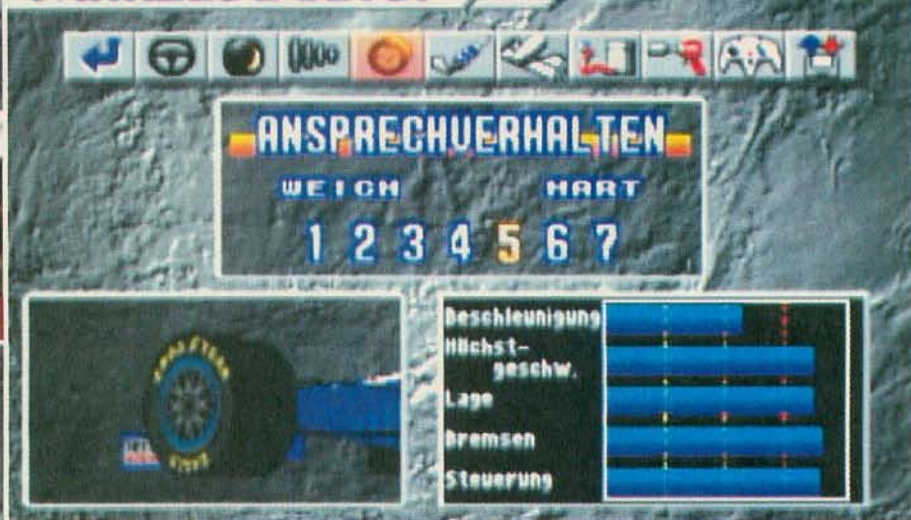 ANSPRECHVERHALTEN
WEICH HART
1 2 3 4 5 6 7
Beschleunigung
Höchst-
geschw.
Lage
Bremsen
Steuerung